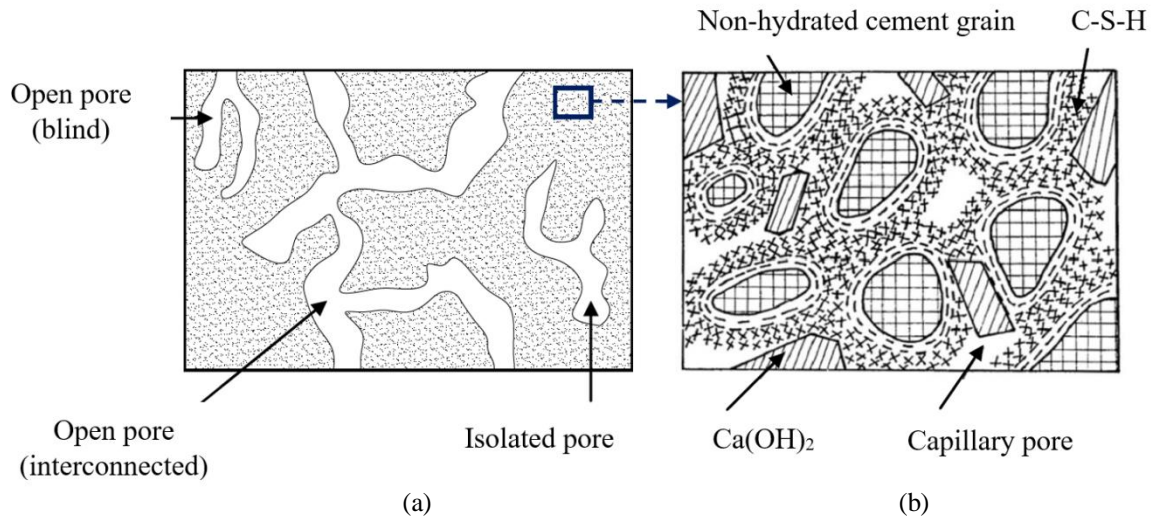 Non-hydrated cement grain
C-S-H
Open pore
(blind)
Open pore
(interconnected)
Isolated pore
Ca(OH)₂
Capillary pore
(a)
(b)